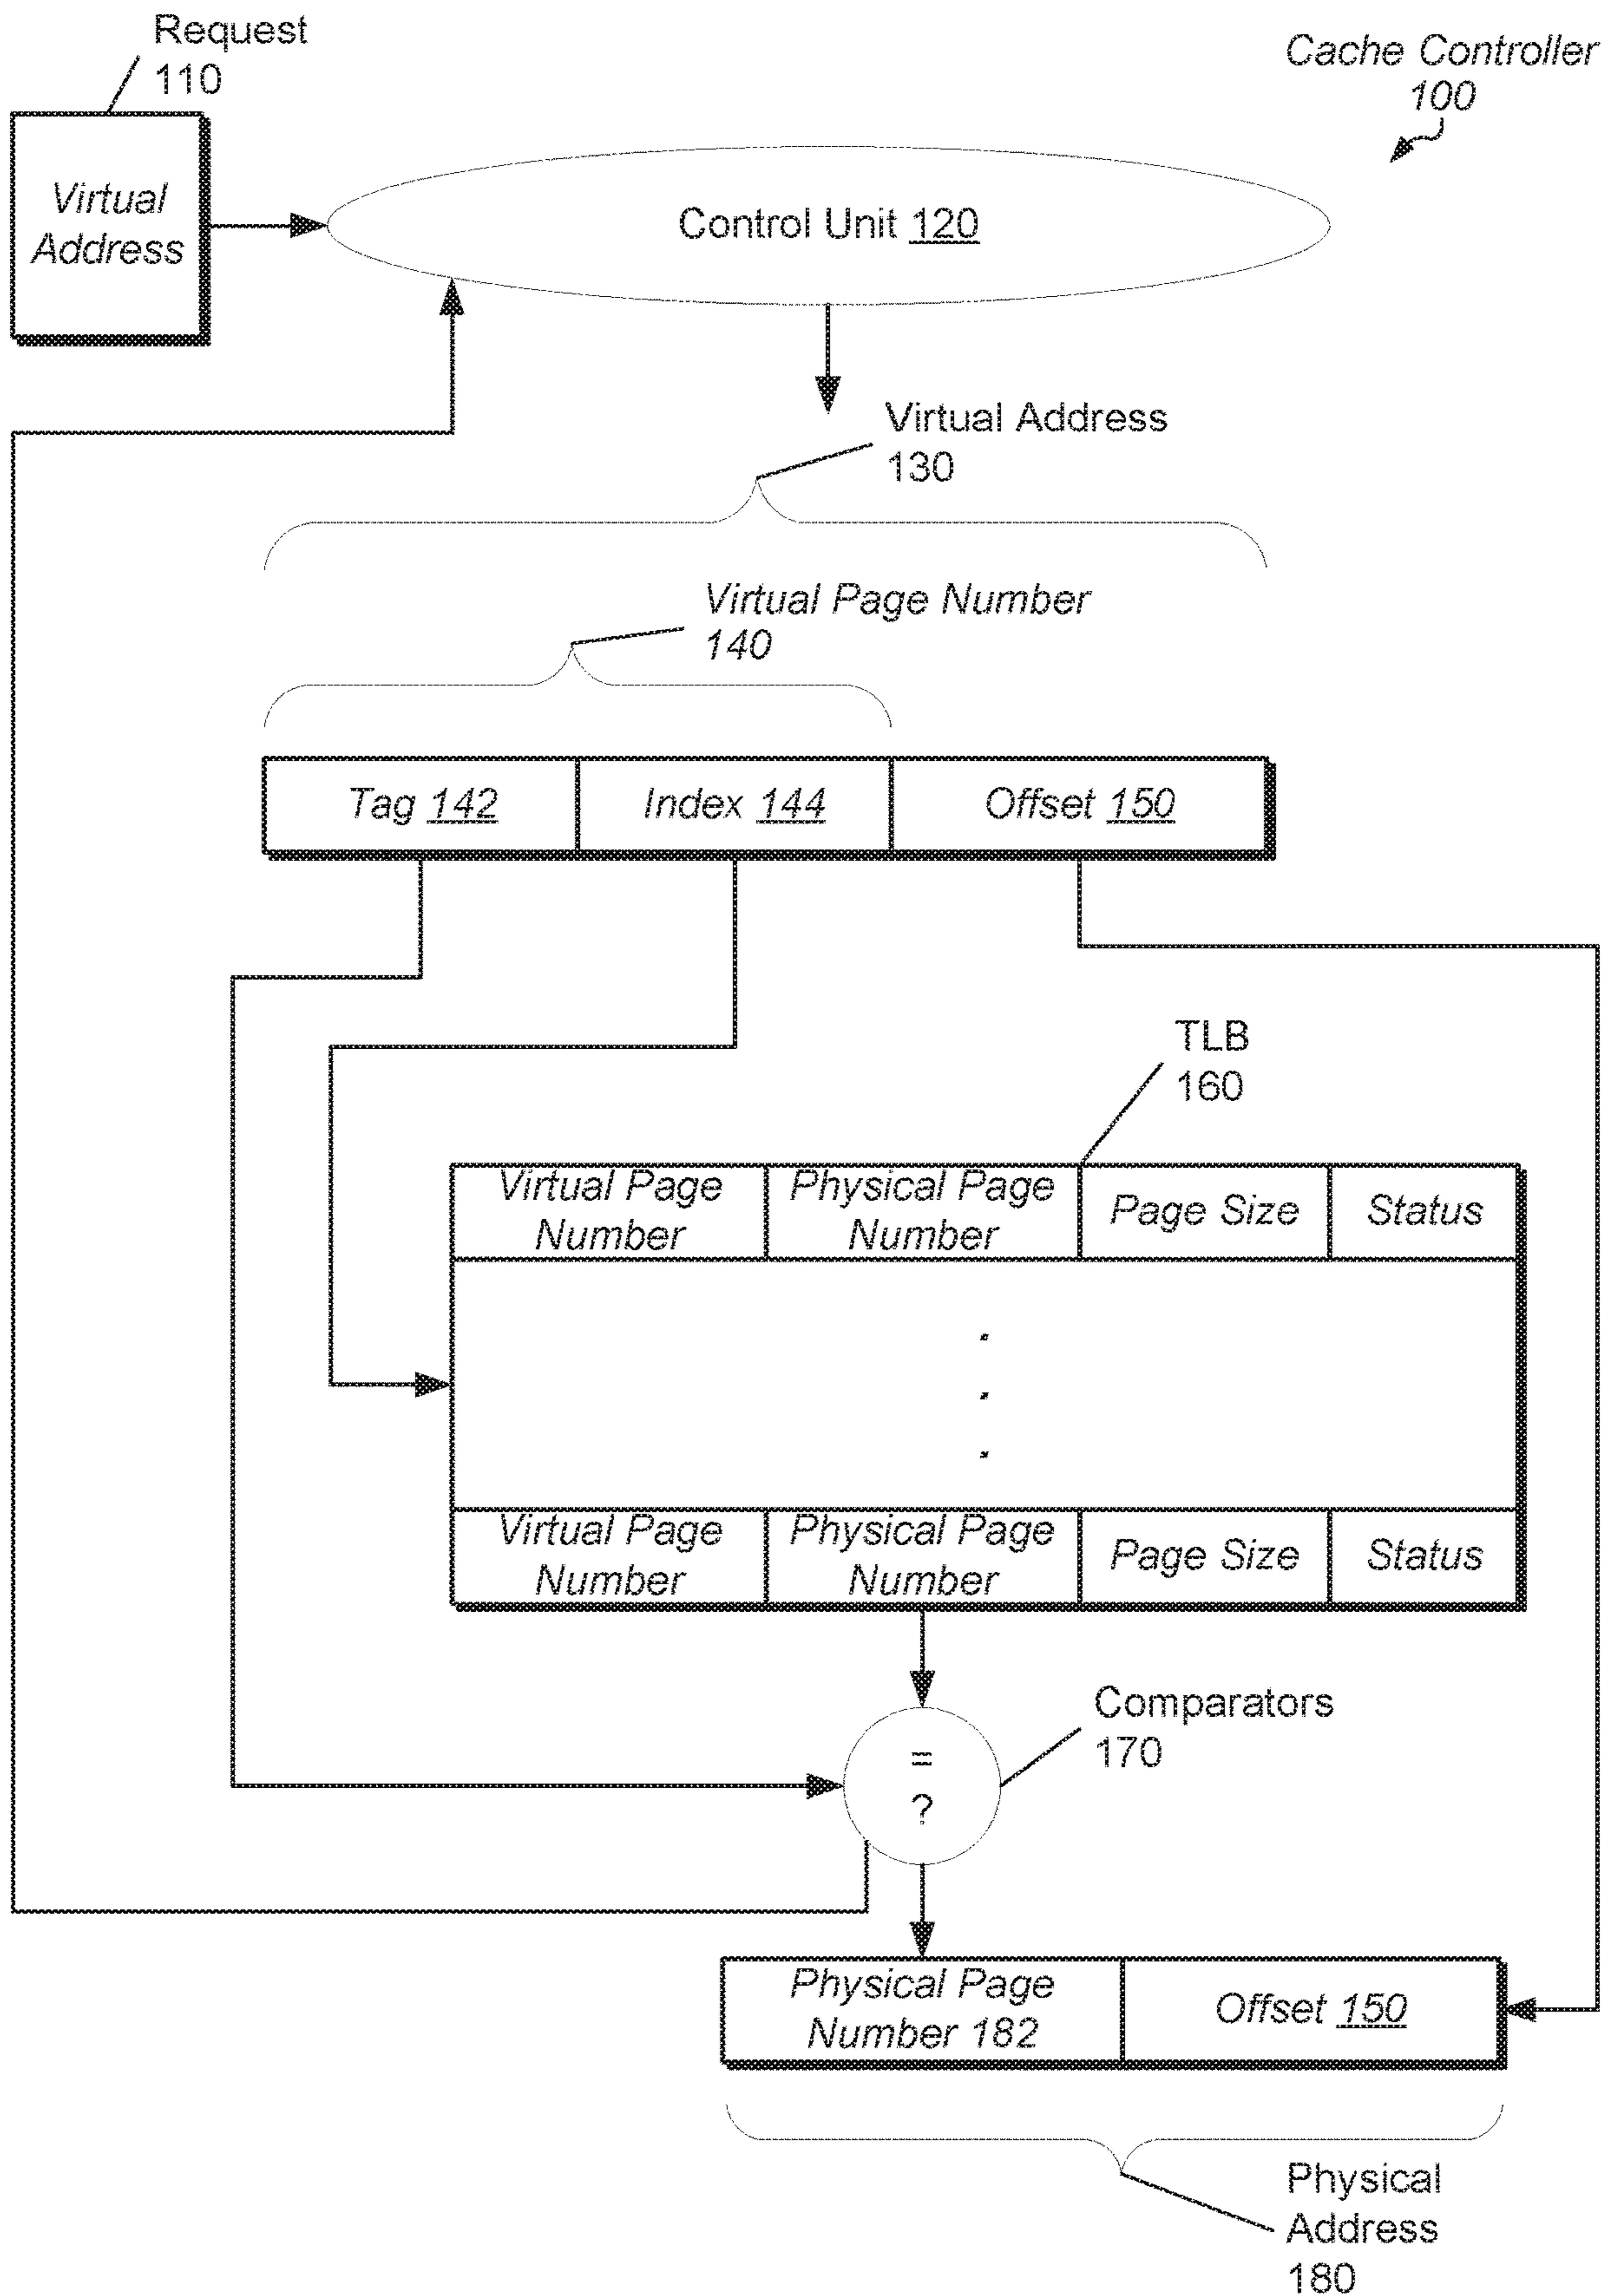 Request
110
Cache Controller
100
Virtual
Address
Control Unit 120
Virtual Address
130
Virtual Page Number
140
Tag 142
Index 144
Offset 150
TLB
160
Virtual Page
Number
Physical Page
Number
Page Size
Status
.
.
.
Virtual Page
Number
Physical Page
Number
Page Size
Status
Comparators
170
=
?
Physical Page
Number 182
Offset 150
Physical
Address
180